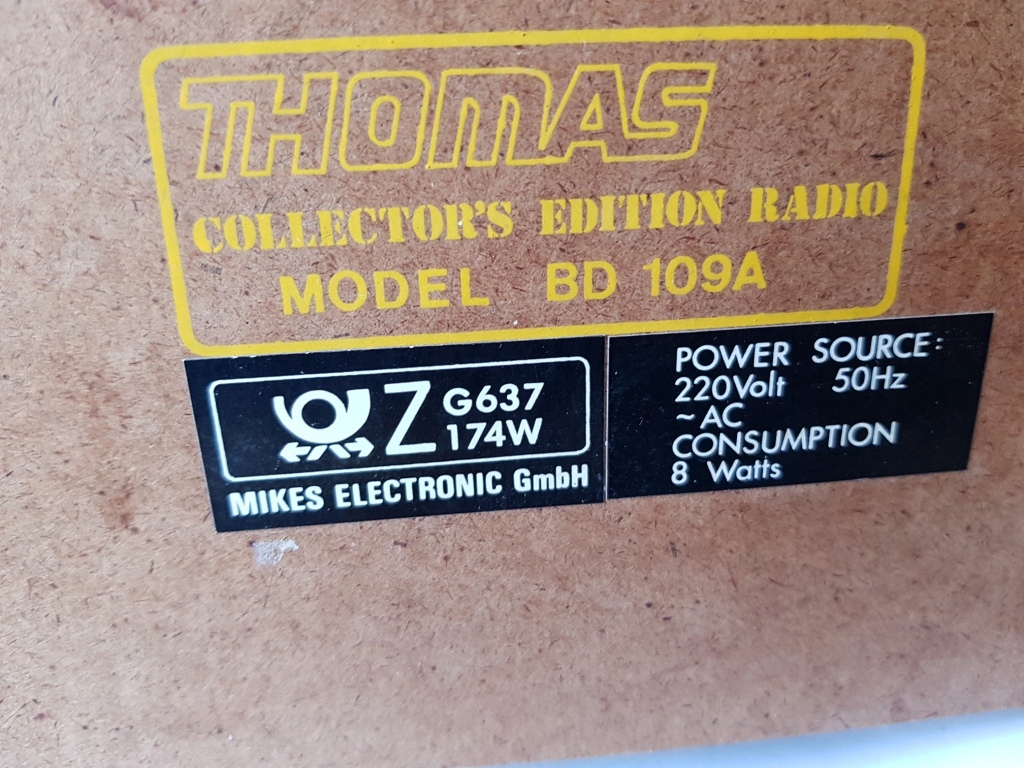 THOMAS
COLLECTOR'S EDITION RADIO
MODEL BD 109A
Z G637
174W
MIKES ELECTRONIC GmbH
POWER SOURCE:
220Volt 50Hz
~ AC
CONSUMPTION
8 Watts